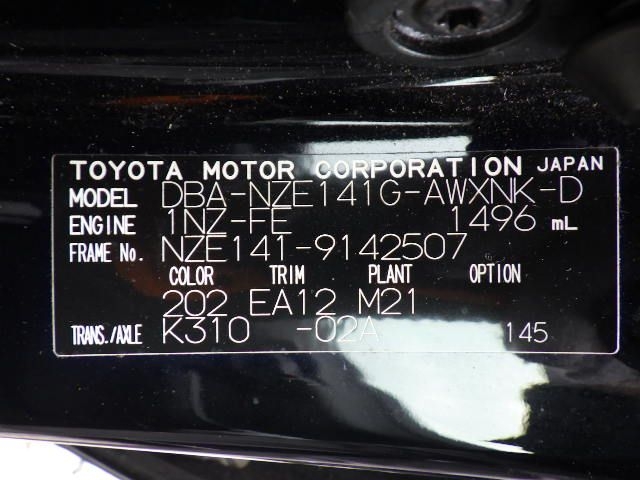 TOYOTA MOTOR CORPORATION JAPAN
MODEL DBA-NZE141G-AWXNK-D
ENGINE 1NZ-FE 1496 mL
FRAME No. NZE141-9142507
COLOR TRIM PLANT OPTION
202 EA12 M21
TRANS./AXLE K310 -02A 145